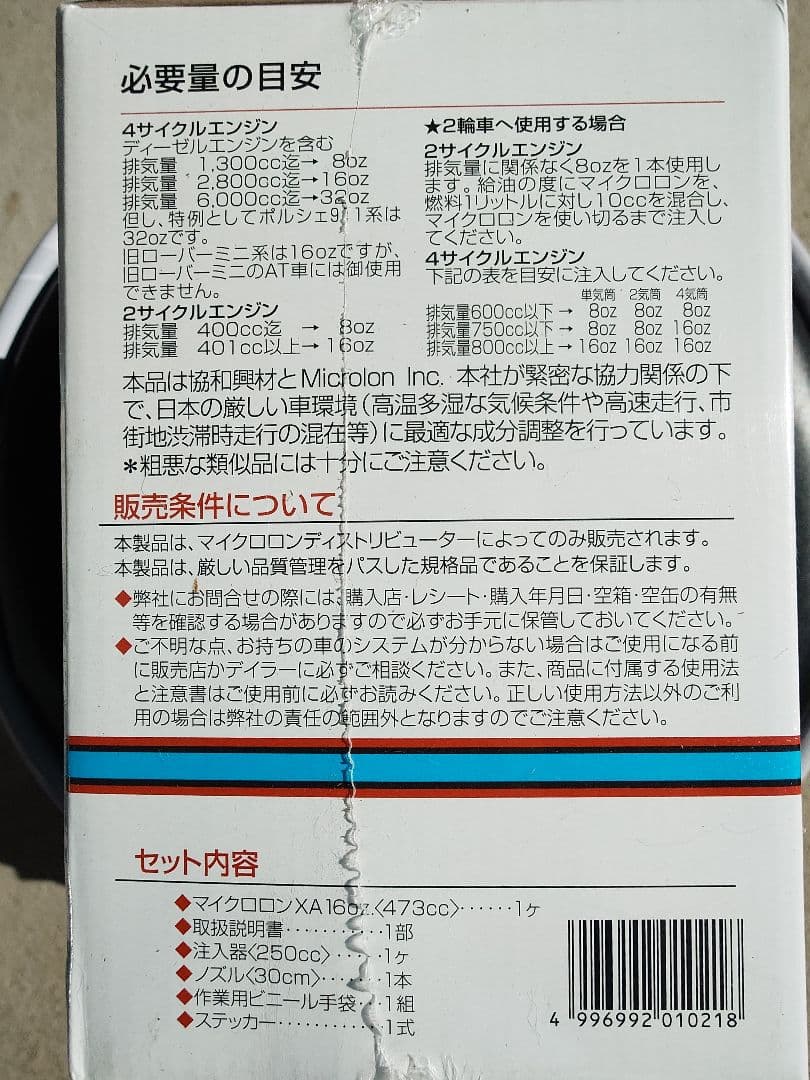 必要量の目安
4サイクルエンジン
ディーゼルエンジンを含む
排気量 1,300cc迄→ 8oz
排気量 2,800cc迄→16oz
排気量 6,000cc迄→32oz
但し、特例としてポルシェ911系は
32ozです。
旧ローバーミニ系は16ozですが、
旧ローバーミニのAT車には御使用
できません。
2サイクルエンジン
排気量 400cc迄 → 8oz
排気量 401cc以上→16oz
★2輪車へ使用する場合
2サイクルエンジン
排気量に関係なく8ozを1本使用し
ます。給油の度にマイクロロンを、
燃料1リットルに対し10ccを混合し、
マイクロロンを使い切るまで注入し
てください。
4サイクルエンジン
下記の表を目安に注入してください。
単気筒 2気筒 4気筒
排気量600cc以下→ 8oz 8oz 8oz
排気量750cc以下→ 8oz 8oz 16oz
排気量800cc以上→16oz 16oz 16oz
本品は協和興材とMicrolon Inc. 本社が緊密な協力関係の下
で、日本の厳しい車環境(高温多湿な気候条件や高速走行、市
街地渋滞時走行の混在等)に最適な成分調整を行っています。
*粗悪な類似品には十分にご注意ください。
販売条件について
本製品は、マイクロロンディストリビューターによってのみ販売されます。
本製品は、厳しい品質管理をパスした規格品であることを保証します。
◆弊社にお問合せの際には、購入店・レシート・購入年月日・空箱・空缶の有無
等を確認する場合がありますので必ずお手元に保管しておいてください。
◆ご不明な点、お持ちの車のシステムが分からない場合はご使用になる前
に販売店かデイラーに必ずご相談ください。また、商品に付属する使用法
と注意書はご使用前に必ずお読みください。正しい使用方法以外のご利
用の場合は弊社の責任の範囲外となりますのでご注意ください。
セット内容
◆マイクロロンXA16oz.〈473cc〉‥‥‥1ヶ
◆取扱説明書‥‥‥‥‥1部
◆注入器〈250cc〉‥‥‥1ヶ
◆ノズル〈30cm〉‥‥‥1本
◆作業用ビニール手袋‥1組
◆ステッカー‥‥‥‥‥1式
4 996992 010218